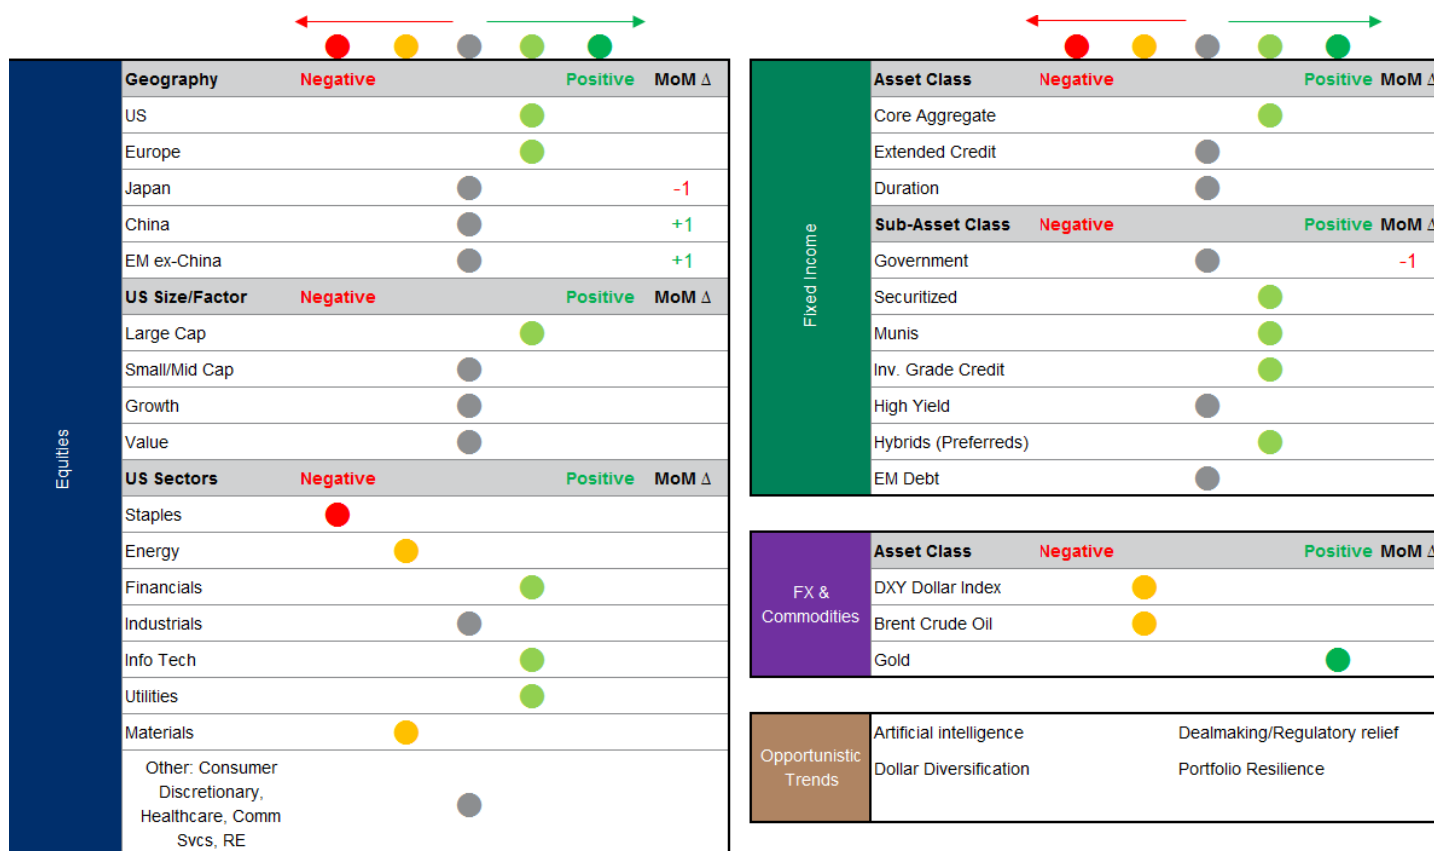 Equities
Geography Negative Positive MoM Δ
US
Europe
Japan -1
China +1
EM ex-China +1
US Size/Factor Negative Positive MoM Δ
Large Cap
Small/Mid Cap
Growth
Value
US Sectors Negative Positive MoM Δ
Staples
Energy
Financials
Industrials
Info Tech
Utilities
Materials
Other: Consumer
Discretionary,
Healthcare, Comm
Svcs, RE
Fixed Income
Asset Class Negative Positive MoM Δ
Core Aggregate
Extended Credit
Duration
Sub-Asset Class Negative Positive MoM Δ
Government -1
Securitized
Munis
Inv. Grade Credit
High Yield
Hybrids (Preferreds)
EM Debt
FX &
Commodities
Asset Class Negative Positive MoM Δ
DXY Dollar Index
Brent Crude Oil
Gold
Opportunistic
Trends
Artificial intelligence Dealmaking/Regulatory relief
Dollar Diversification Portfolio Resilience